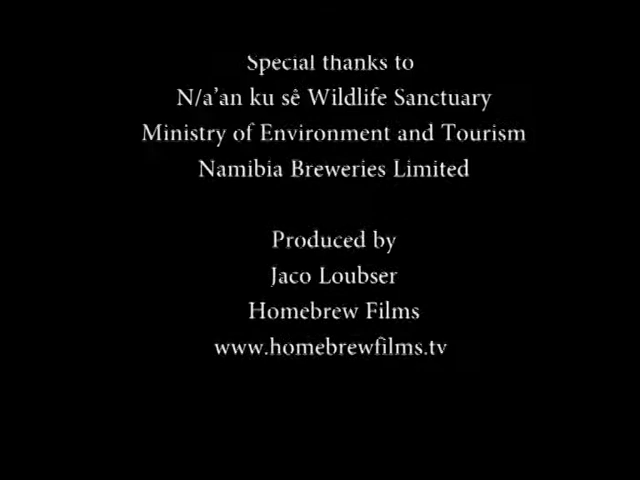 Special thanks to
N/a’an ku sê Wildlife Sanctuary
Ministry of Environment and Tourism
Namibia Breweries Limited
Produced by
Jaco Loubser
Homebrew Films
www.homebrewfilms.tv